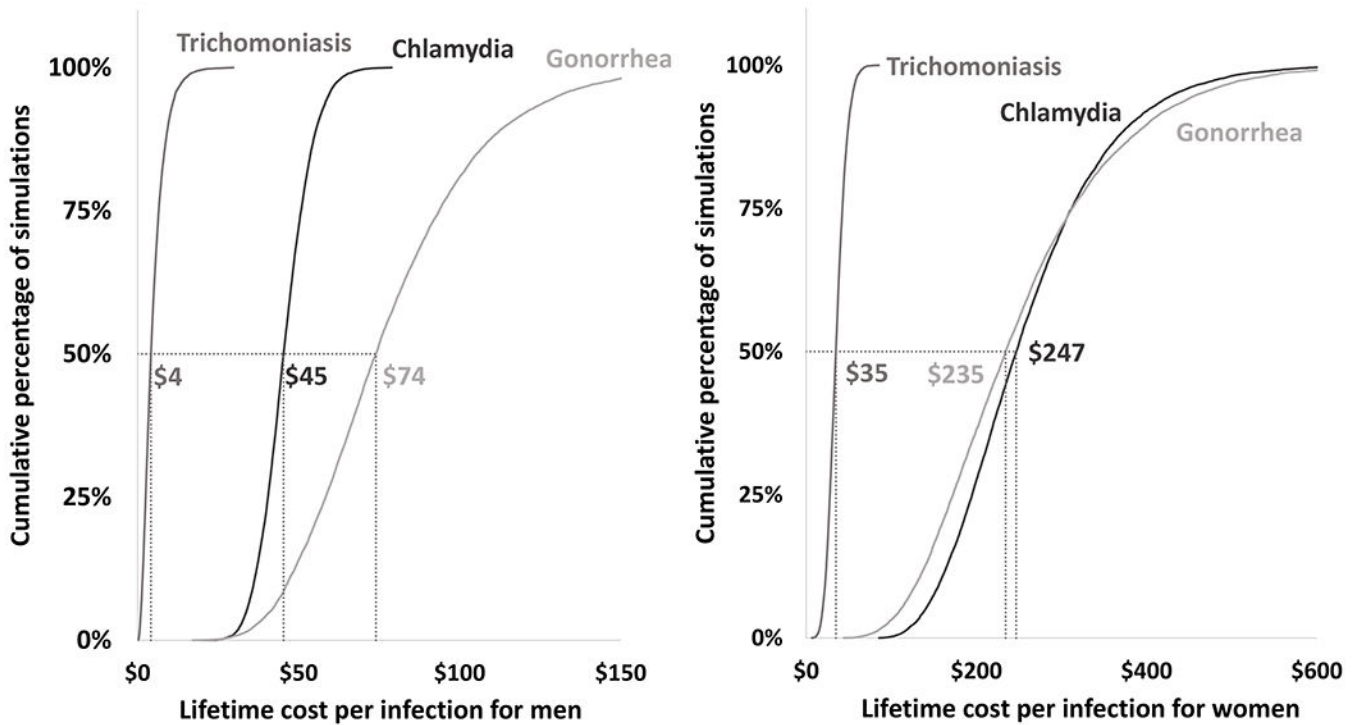 Trichomoniasis
Chlamydia
Gonorrhea
100%
75%
50%
25%
0%
$4
$45
$74
$0
$50
$100
$150
Cumulative percentage of simulations
Lifetime cost per infection for men
Trichomoniasis
Chlamydia
Gonorrhea
100%
75%
50%
25%
0%
$35
$235
$247
$0
$200
$400
$600
Cumulative percentage of simulations
Lifetime cost per infection for women